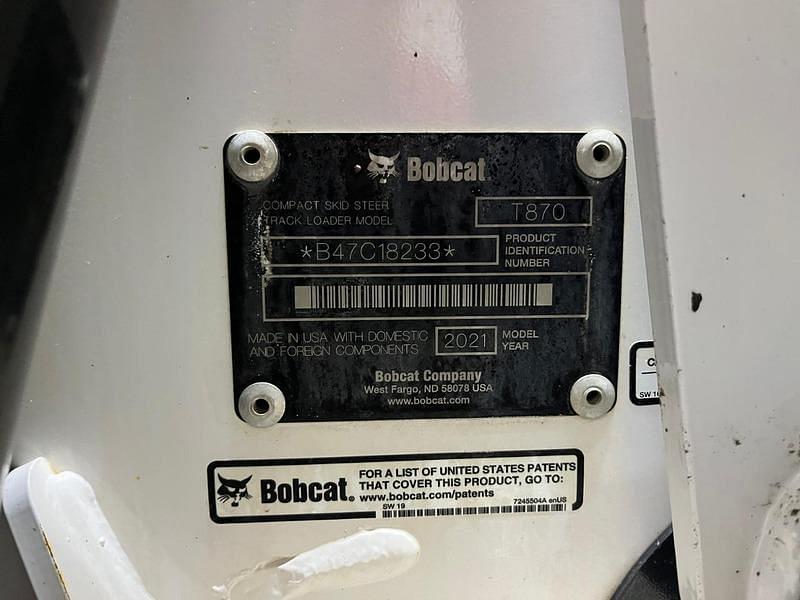 Bobcat
COMPACT SKID STEER
TRACK LOADER MODEL
T870
*B47C18233*
PRODUCT
IDENTIFICATION
NUMBER
MADE IN USA WITH DOMESTIC
AND FOREIGN COMPONENTS
2021
MODEL
YEAR
Bobcat Company
West Fargo, ND 58078 USA
www.bobcat.com
Bobcat®
FOR A LIST OF UNITED STATES PATENTS
THAT COVER THIS PRODUCT, GO TO:
www.bobcat.com/patents
SW 19
7245504A enUS